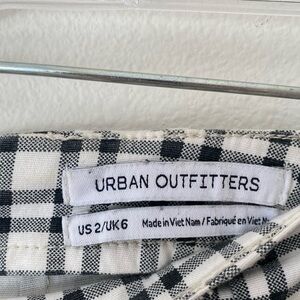 URBAN OUTFITTERS
US 2/UK 6 Made in Viet Nam / Fabriqué en Viet